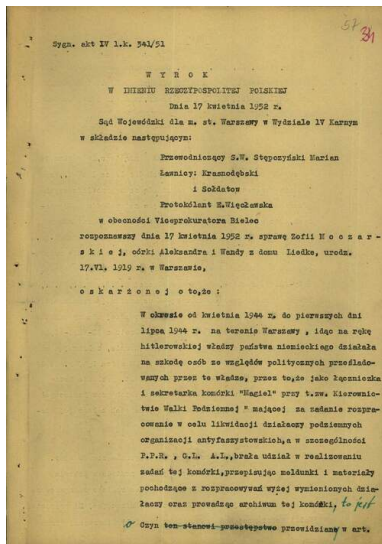 57 31
Sygn. akt IV 1.k. 341/51
W Y R O K
W IMIENIU RZECZYPOSPOLITEJ POLSKIEJ
Dnia 17 kwietnia 1952 r.
Sąd Wojewódzki dla m. st. Warszawy w Wydziale IV Karnym
w składzie następującym:
Przewodniczący S.W. Stępczyński Marian
Ławnicy: Krasnodębski
i Sołdatow
Protokólant H.Więcławska
w obecności Viceprokuratora Bielec
rozpoznawszy dnia 17 kwietnia 1952 r. sprawę Zofii M o c z a r -
s k i e j, córki Aleksandra i Wandy z domu Liedke, urodz.
17.VI. 1919 r. w Warszawie,
o s k a r ż o n e j o t o, ż e :
W okresie od kwietnia 1944 r. do pierwszych dni
lipca 1944 r. na terenie Warszawy , idąc na rękę
hitlerowskiej władzy państwa niemieckiego działała
na szkodę osób ze względów politycznych prześlado-
wanych przez te władze, przez to, że jako łączniczka
i sekretarka komórki "Magiel" przy t.zw. Kierownic-
twie Walki Podziemnej " mającej za zadanie rozpra-
cowanie w celu likwidacji działaczy podziemnych
organizacji antyfaszystowskich, a w szczególności
P.P.R. , G.L. A.L., brała udział w realizowaniu
zadań tej komórki, przepisując meldunki i materiały
pochodzące z rozpracowywań wyżej wymienionych dzia-
łaczy oraz prowadząc archiwum tej komórki, to jest
o Czyn ten stanowi przestępstwo przewidziany w art.